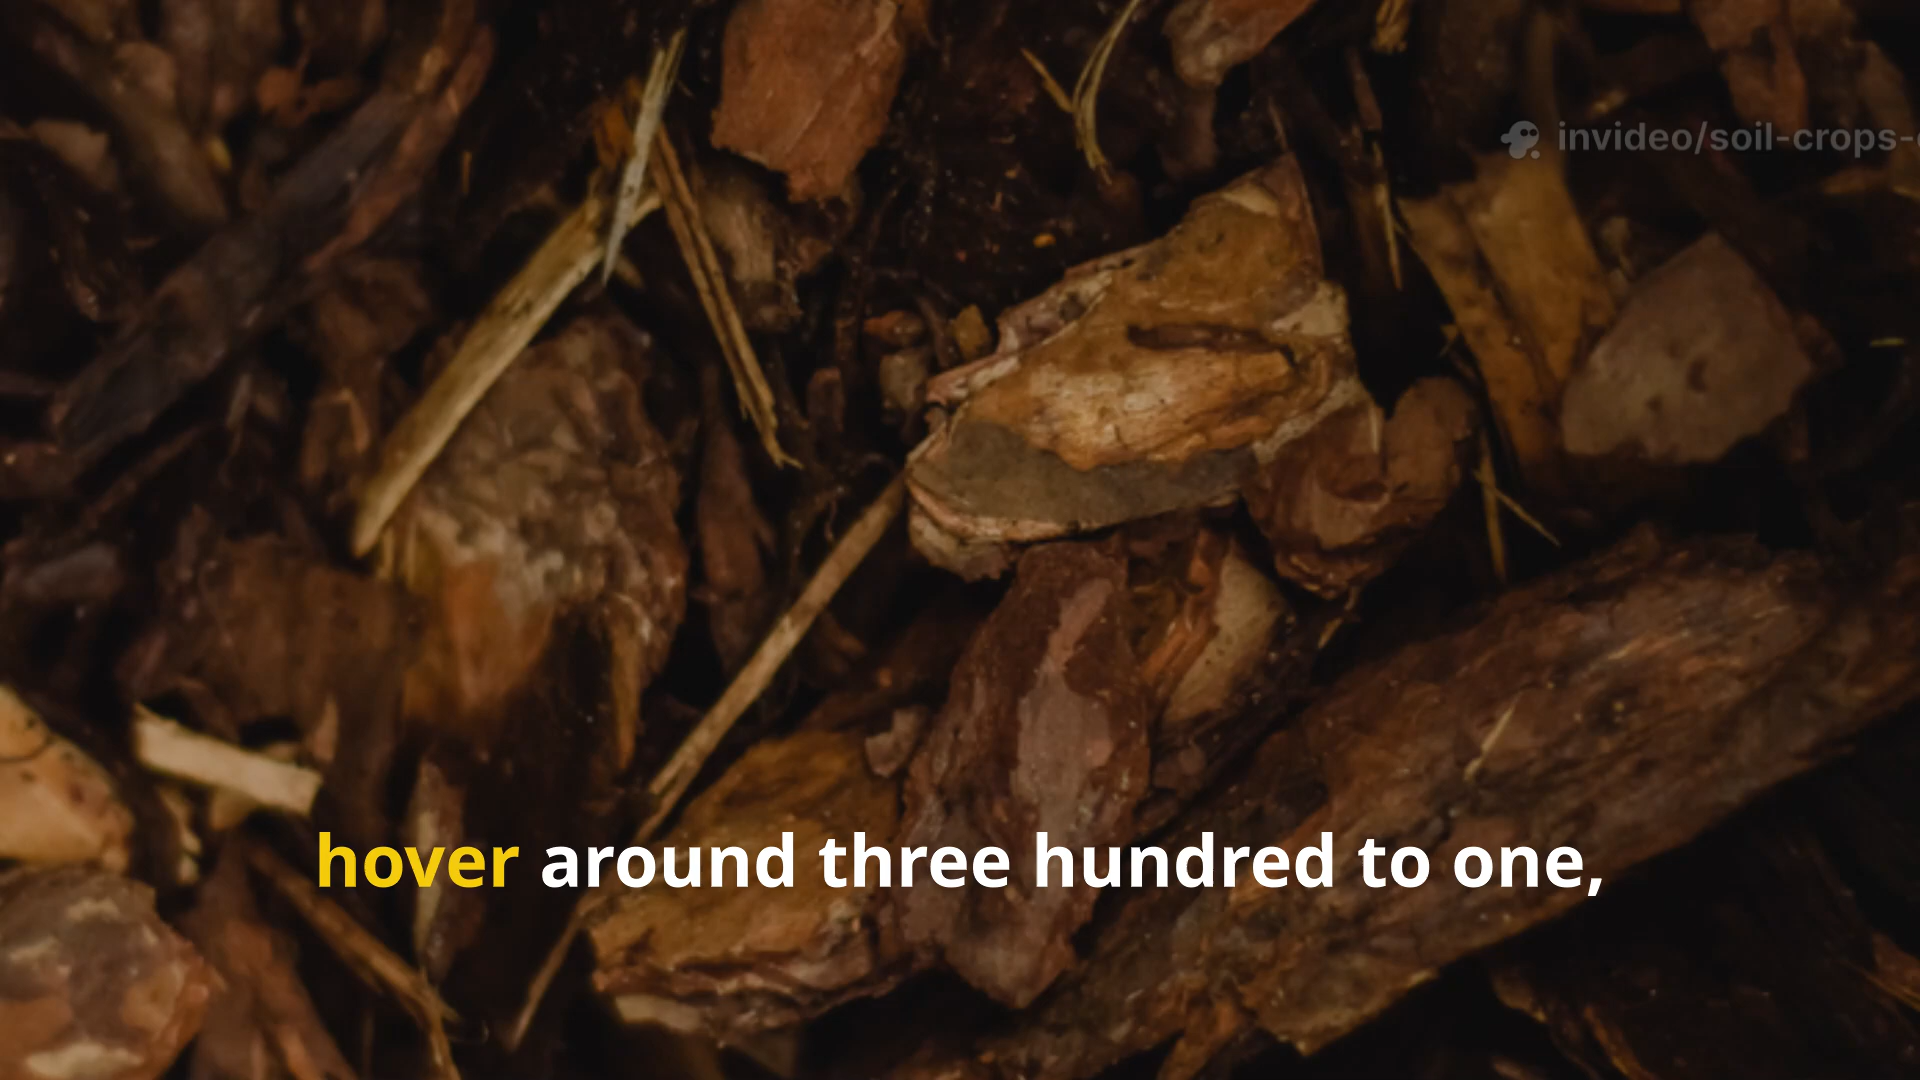 invideo/soil-crops-
hover around three hundred to one,